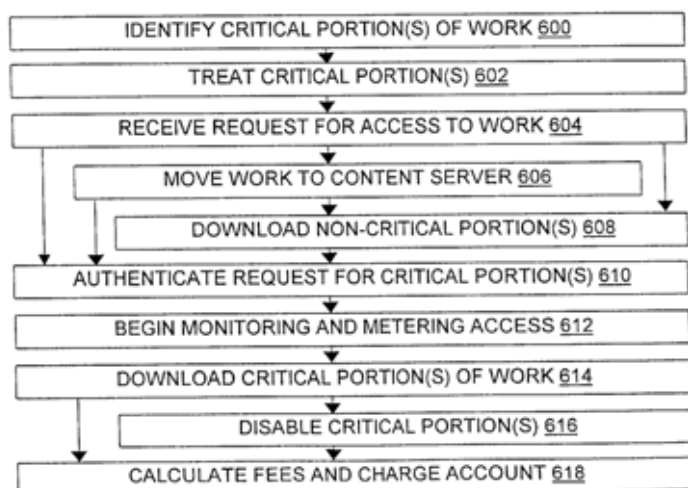 IDENTIFY CRITICAL PORTION(S) OF WORK 600
TREAT CRITICAL PORTION(S) 602
RECEIVE REQUEST FOR ACCESS TO WORK 604
MOVE WORK TO CONTENT SERVER 606
DOWNLOAD NON-CRITICAL PORTION(S) 608
AUTHENTICATE REQUEST FOR CRITICAL PORTION(S) 610
BEGIN MONITORING AND METERING ACCESS 612
DOWNLOAD CRITICAL PORTION(S) OF WORK 614
DISABLE CRITICAL PORTION(S) 616
CALCULATE FEES AND CHARGE ACCOUNT 618